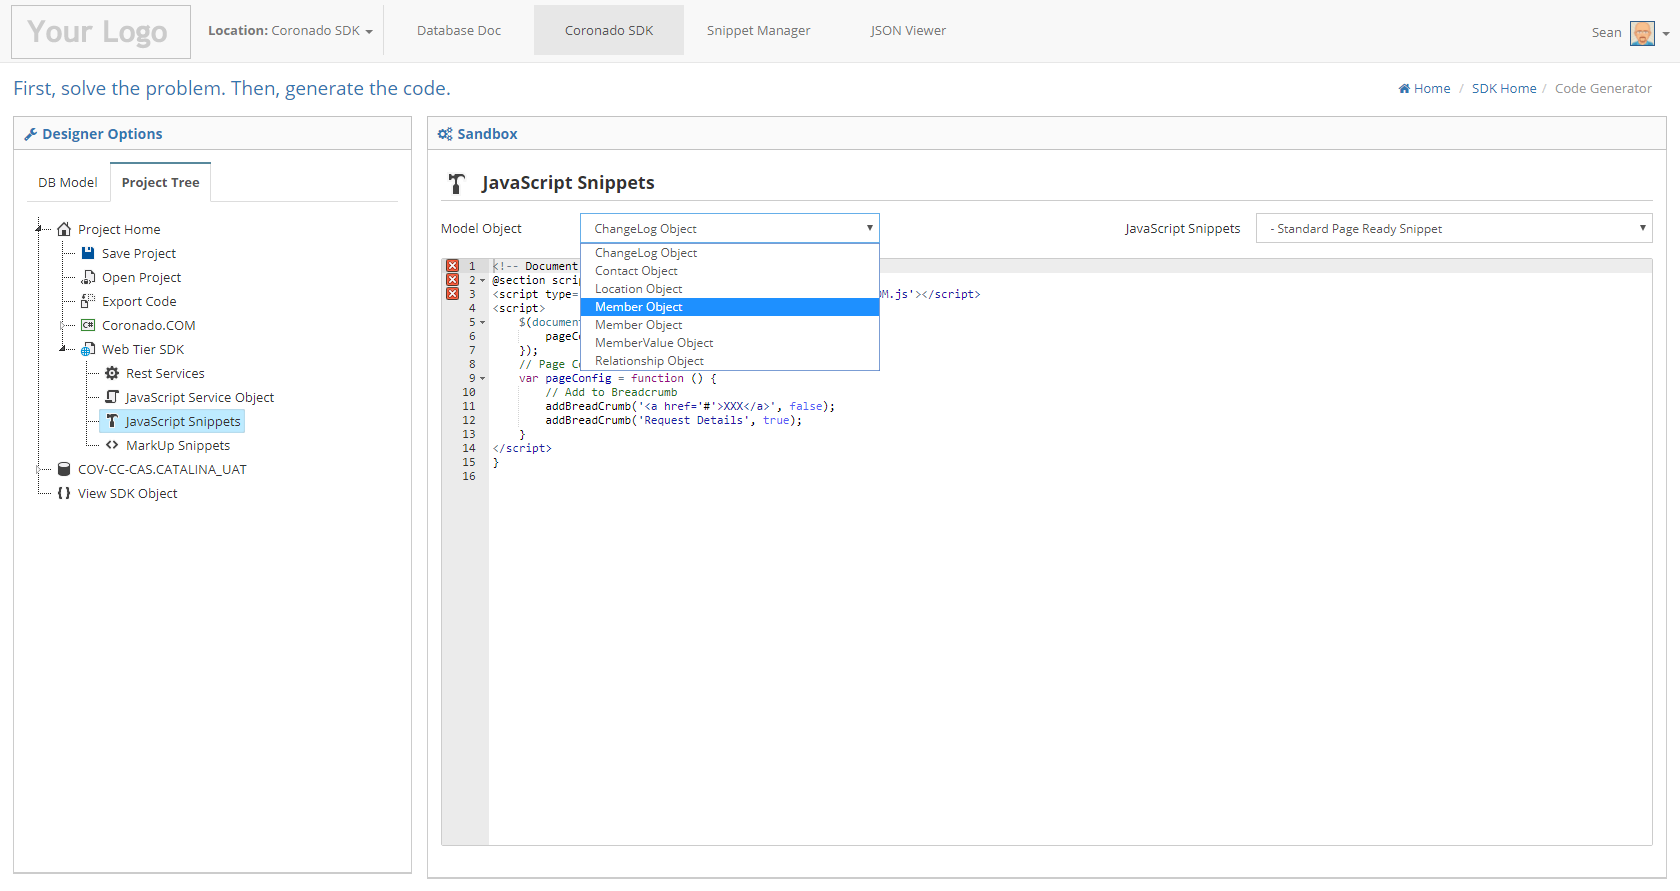 Your Logo
Location: Coronado SDK
Database Doc
Coronado SDK
Snippet Manager
JSON Viewer
Sean
First, solve the problem. Then, generate the code.
Home / SDK Home / Code Generator
Designer Options
DB Model
Project Tree
Project Home
Save Project
Open Project
Export Code
C# Coronado.COM
Web Tier SDK
Rest Services
JavaScript Service Object
JavaScript Snippets
MarkUp Snippets
COV-CC-CAS.CATALINA_UAT
View SDK Object
Sandbox
JavaScript Snippets
Model Object
ChangeLog Object
JavaScript Snippets
- Standard Page Ready Snippet
ChangeLog Object
Contact Object
Location Object
Member Object
Member Object
MemberValue Object
Relationship Object
1 <!-- Document
2 @section
3 <script type= .js'></script>
4 <script>
5 $(document
6
7 });
8 // Page
9 var pageConfig = function () {
10 // Add to Breadcrumb
11 addBreadCrumb('<a href='#'>XXX</a>', false);
12 addBreadCrumb('Request Details', true);
13 }
14 </script>
15 }
16